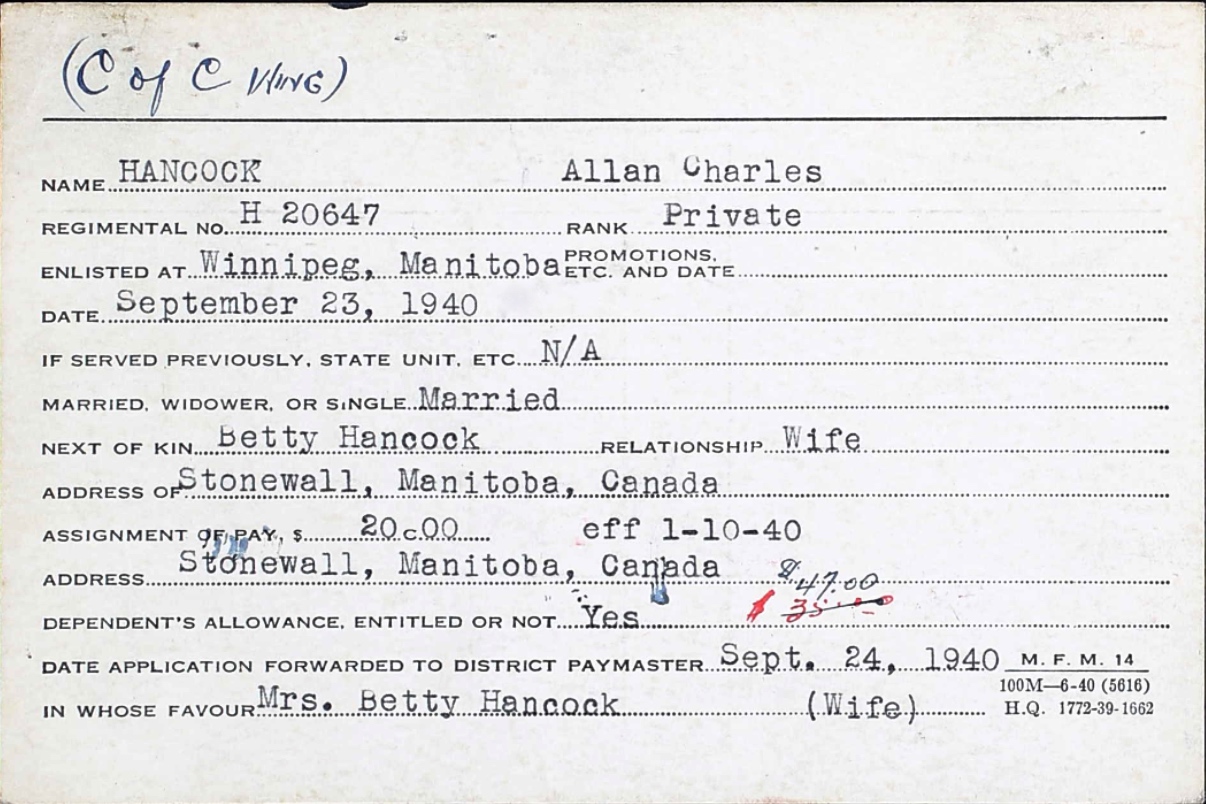 (C of C Wing)
NAME HANCOCK Allan Charles
REGIMENTAL NO. H 20647 RANK Private
ENLISTED AT Winnipeg, Manitoba PROMOTIONS, ETC. AND DATE
DATE September 23, 1940
IF SERVED PREVIOUSLY, STATE UNIT, ETC. N/A
MARRIED, WIDOWER, OR SINGLE Married
NEXT OF KIN Betty Hancock RELATIONSHIP Wife
ADDRESS OF Stonewall, Manitoba, Canada
ASSIGNMENT OF PAY, $ 20.00 eff 1-10-40
ADDRESS Stonewall, Manitoba, Canada $47.00
DEPENDENT'S ALLOWANCE, ENTITLED OR NOT Yes $ 35.00
DATE APPLICATION FORWARDED TO DISTRICT PAYMASTER Sept. 24, 1940 M. F. M. 14
100M—6-40 (5616)
IN WHOSE FAVOUR Mrs. Betty Hancock (Wife) H.Q. 1772-39-1662